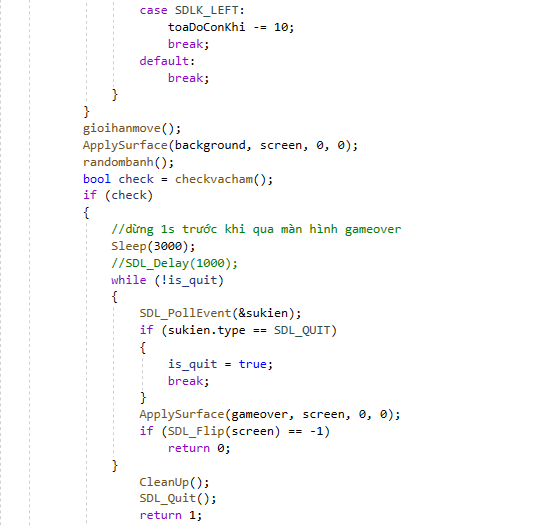 case SDLK_LEFT:
toaDoConKhi -= 10;
break;
default:
break;
}
}
gioihanmove();
ApplySurface(background, screen, 0, 0);
randombanh();
bool check = checkvacham();
if (check)
{
//dừng 1s trước khi qua màn hình gameover
Sleep(3000);
//SDL_Delay(1000);
while (!is_quit)
{
SDL_PollEvent(&sukien);
if (sukien.type == SDL_QUIT)
{
is_quit = true;
break;
}
ApplySurface(gameover, screen, 0, 0);
if (SDL_Flip(screen) == -1)
return 0;
}
CleanUp();
SDL_Quit();
return 1;